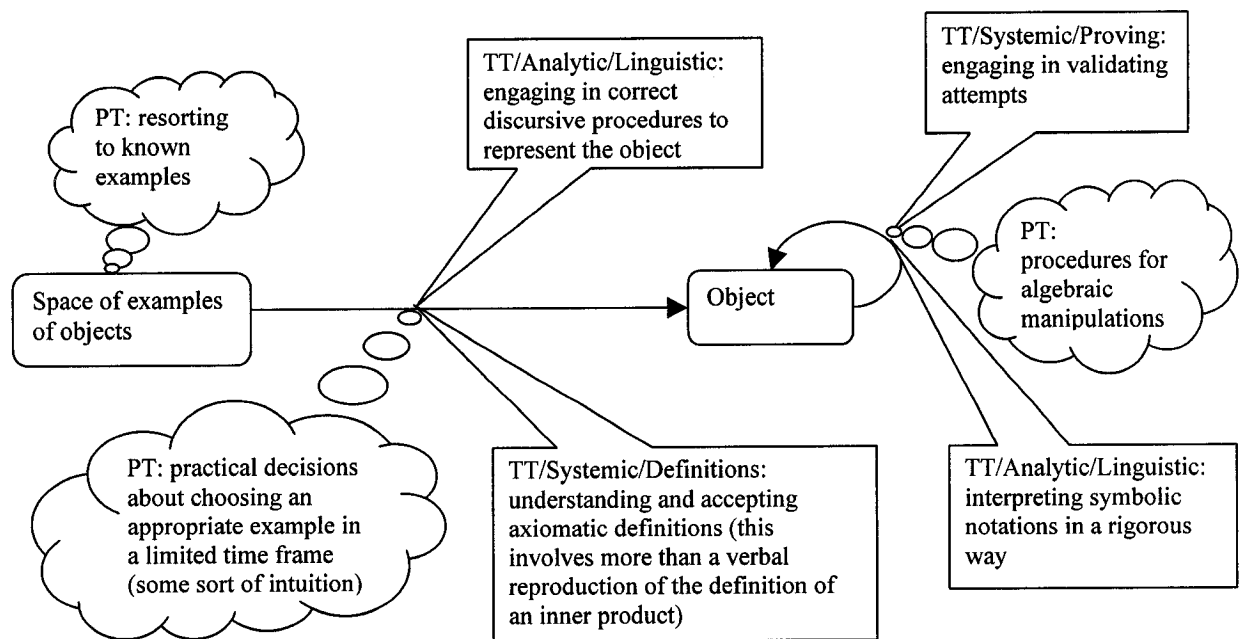 PT: resorting
to known
examples
TT/Analytic/Linguistic:
engaging in correct
discursive procedures to
represent the object
TT/Systemic/Proving:
engaging in validating
attempts
Space of examples
of objects
Object
PT:
procedures for
algebraic
manipulations
PT: practical decisions
about choosing an
appropriate example in
a limited time frame
(some sort of intuition)
TT/Systemic/Definitions:
understanding and accepting
axiomatic definitions (this
involves more than a verbal
reproduction of the definition of
an inner product)
TT/Analytic/Linguistic:
interpreting symbolic
notations in a rigorous
way